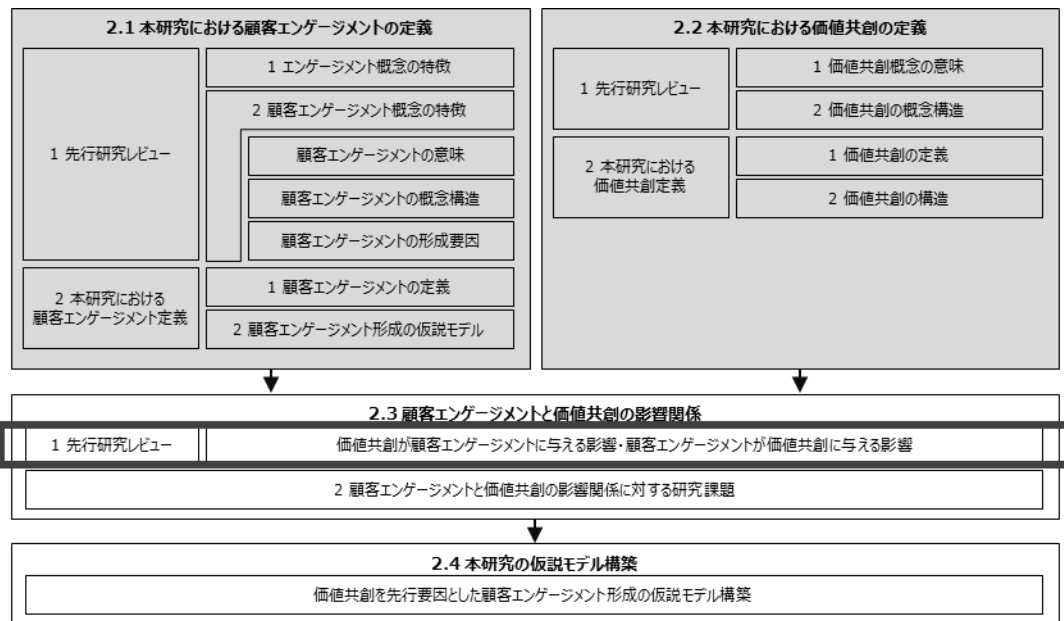 2.1 本研究における顧客エンゲージメントの定義
1 先行研究レビュー
1 エンゲージメント概念の特徴
2 顧客エンゲージメント概念の特徴
顧客エンゲージメントの意味
顧客エンゲージメントの概念構造
顧客エンゲージメントの形成要因
2 本研究における
顧客エンゲージメント定義
1 顧客エンゲージメントの定義
2 顧客エンゲージメント形成の仮説モデル
2.2 本研究における価値共創の定義
1 先行研究レビュー
1 価値共創概念の意味
2 価値共創の概念構造
2 本研究における
価値共創定義
1 価値共創の定義
2 価値共創の構造
2.3 顧客エンゲージメントと価値共創の影響関係
1 先行研究レビュー
価値共創が顧客エンゲージメントに与える影響・顧客エンゲージメントが価値共創に与える影響
2 顧客エンゲージメントと価値共創の影響関係に対する研究課題
2.4 本研究の仮説モデル構築
価値共創を先行要因とした顧客エンゲージメント形成の仮説モデル構築